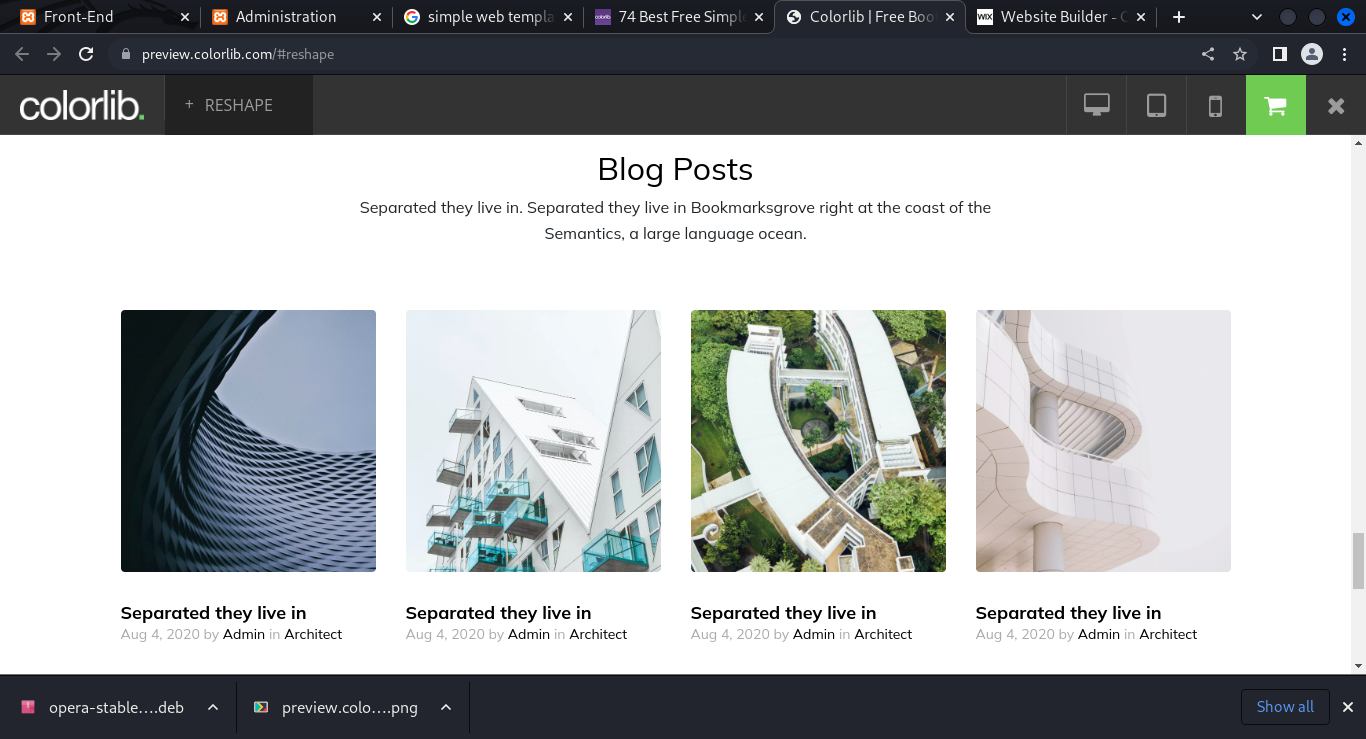 Front-End
Administration
simple web templa
74 Best Free Simple
Colorlib | Free Boo
WIX
Website Builder - C
preview.colorlib.com/#reshape
colorlib.
+ RESHAPE
Blog Posts
Separated they live in. Separated they live in Bookmarksgrove right at the coast of the
Semantics, a large language ocean.
Separated they live in
Aug 4, 2020 by Admin in Architect
Separated they live in
Aug 4, 2020 by Admin in Architect
Separated they live in
Aug 4, 2020 by Admin in Architect
Separated they live in
Aug 4, 2020 by Admin in Architect
opera-stable….deb
preview.colo….png
Show all